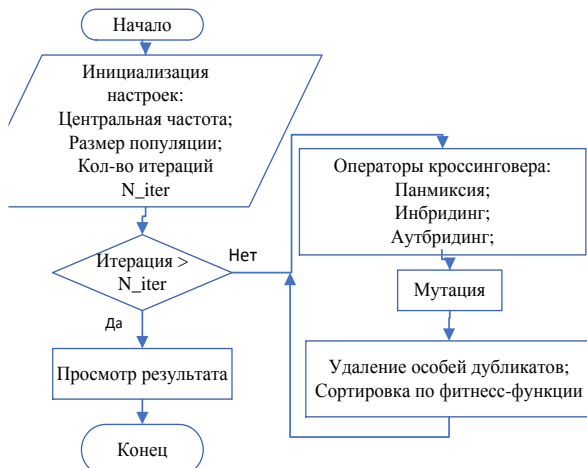 Начало
Инициализация
настроек:
Центральная частота;
Размер популяции;
Кол-во итераций
N_iter
Итерация >
N_iter
Нет
Да
Просмотр результата
Конец
Операторы кроссинговера:
Панмиксия;
Инбридинг;
Аутбридинг;
Мутация
Удаление особей дубликатов;
Сортировка по фитнесс-функции